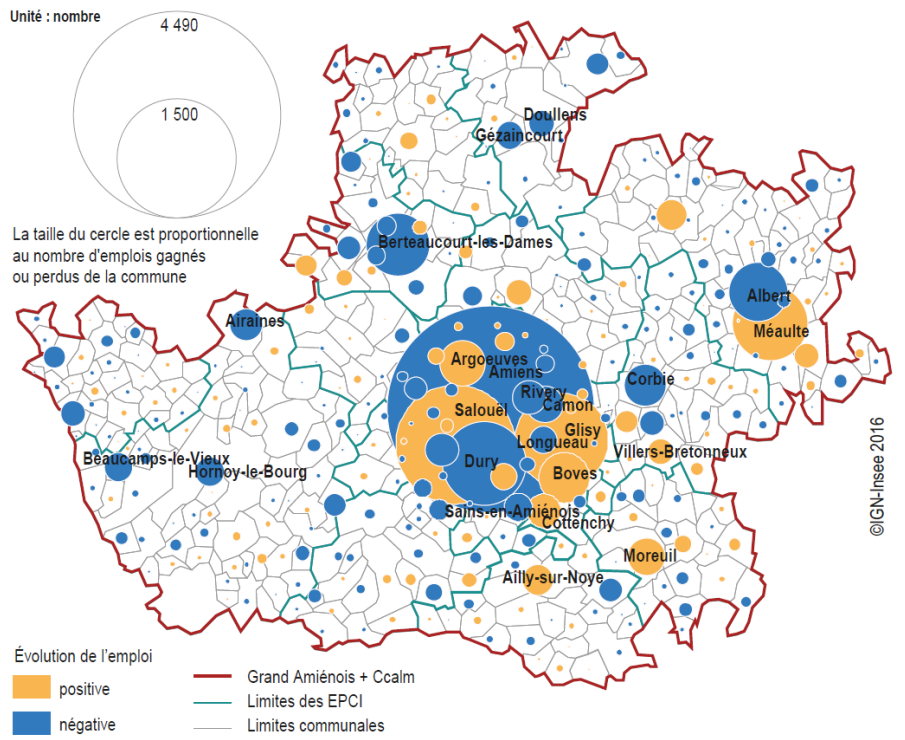 Unité : nombre
4 490
1 500
La taille du cercle est proportionnelle
au nombre d'emplois gagnés
ou perdus de la commune
Doullens
Gézaincourt
Berteaucourt-les-Dames
Albert
Méaulte
Airaines
Argoeuves
Amiens
Corbie
Rivery
Camon
Salouël
Glisy
Longueau
Villers-Bretonneux
Beaucamps-le-Vieux
Hornoy-le-Bourg
Dury
Boves
Sains-en-Amiénois
Cottenchy
Moreuil
Ailly-sur-Noye
©IGN-Insee 2016
Évolution de l'emploi
positive
négative
Grand Amiénois + Ccalm
Limites des EPCI
Limites communales